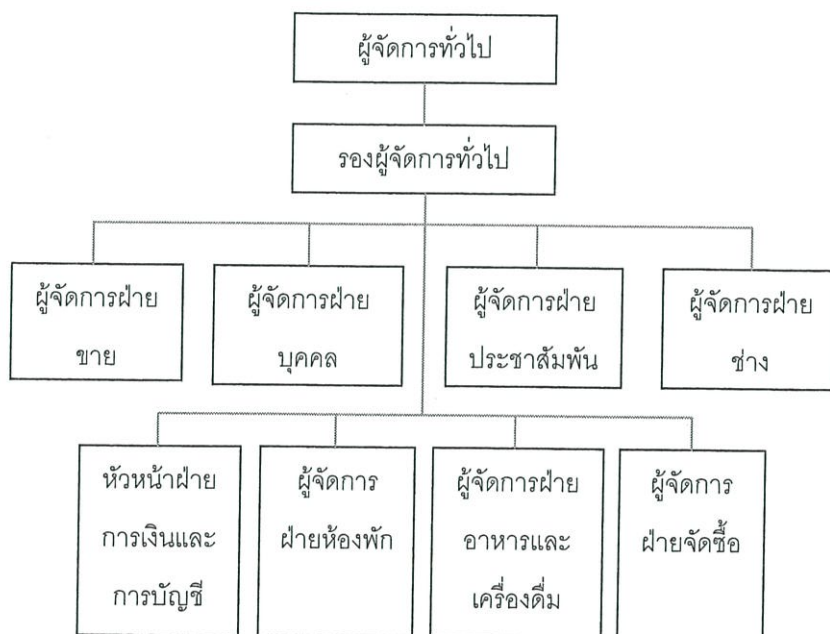 ผู้จัดการทั่วไป
รองผู้จัดการทั่วไป
ผู้จัดการฝ่าย
ขาย
ผู้จัดการฝ่าย
บุคคล
ผู้จัดการฝ่าย
ประชาสัมพัน
ผู้จัดการฝ่าย
ช่าง
หัวหน้าฝ่าย
การเงินและ
การบัญชี
ผู้จัดการ
ฝ่ายห้องพัก
ผู้จัดการฝ่าย
อาหารและ
เครื่องดื่ม
ผู้จัดการ
ฝ่ายจัดซื้อ